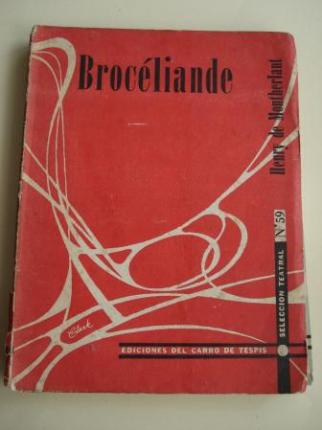 Brocéliande
Henry de Montherlant
SELECCION TEATRAL Nº 59
EDICIONES DEL CARRO DE TESPIS